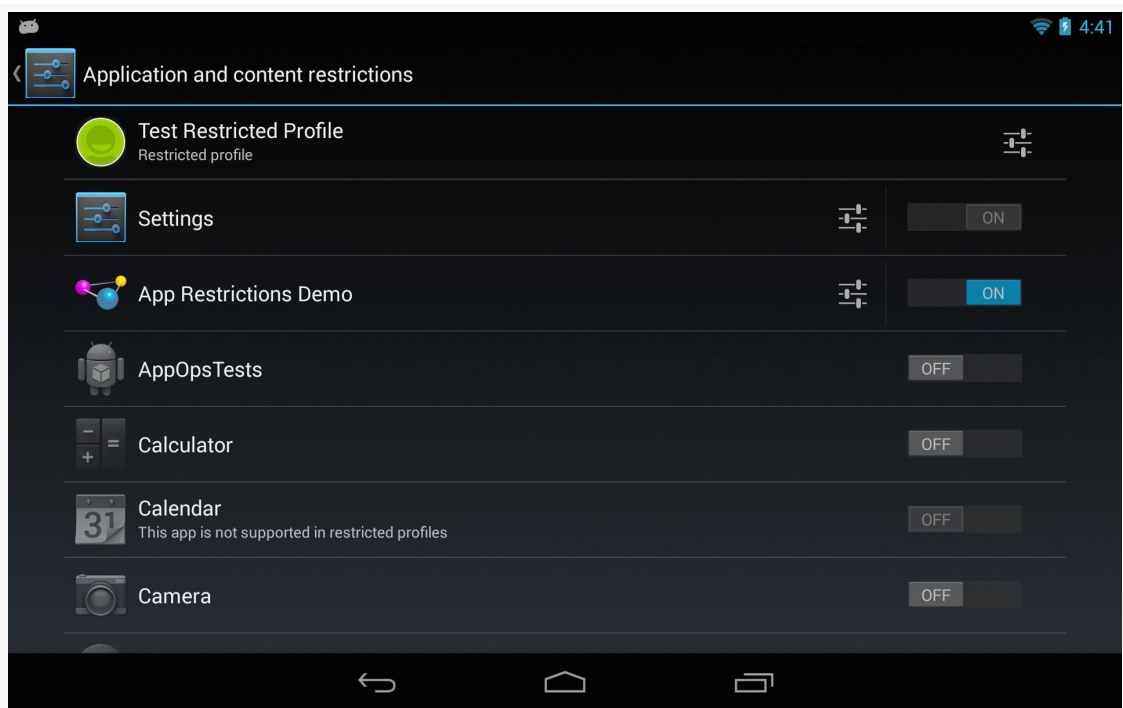 4:41
Application and content restrictions
Test Restricted Profile
Restricted profile
Settings
ON
App Restrictions Demo
ON
AppOpsTests
OFF
Calculator
OFF
31
Calendar
This app is not supported in restricted profiles
OFF
Camera
OFF